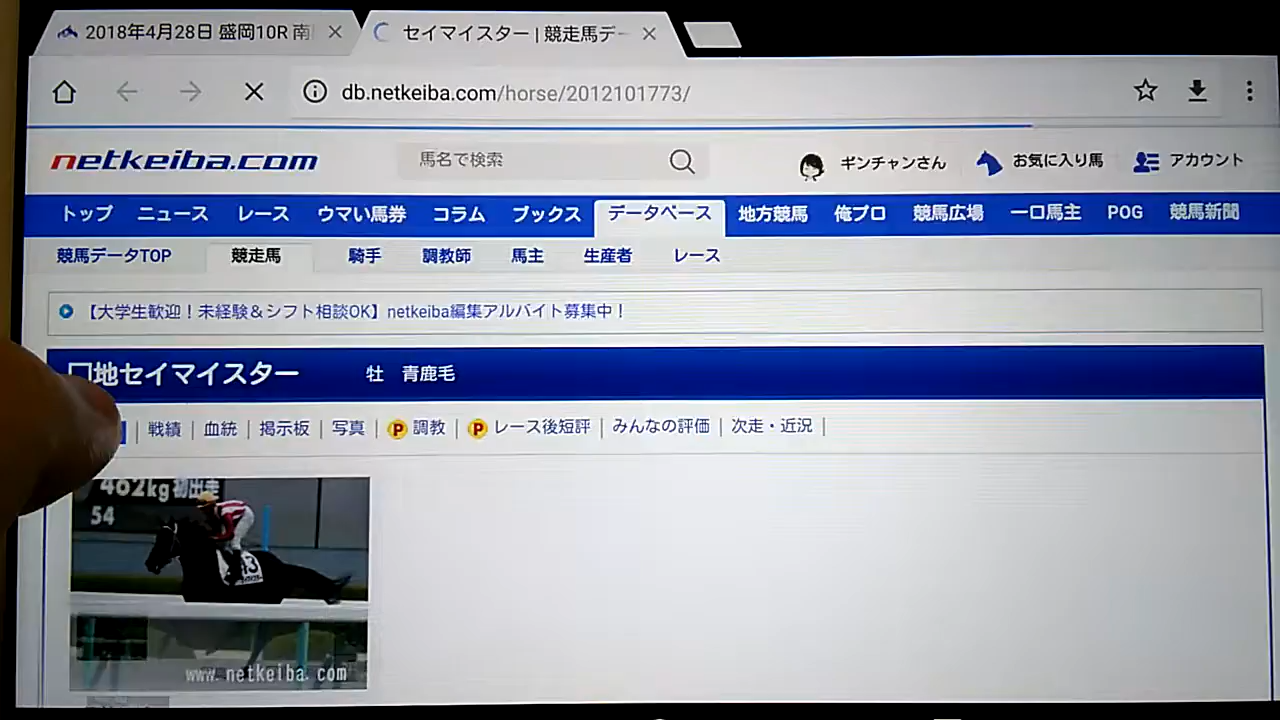 2018年4月28日 盛岡10R 南
セイマイスター | 競走馬デー
db.netkeiba.com/horse/2012101773/
netkeiba.com
馬名で検索
ギンチャンさん
お気に入り馬
アカウント
トップ ニュース レース ウマい馬券 コラム ブックス データベース 地方競馬 俺プロ 競馬広場 一口馬主 POG 競馬新聞
競馬データTOP 競走馬 騎手 調教師 馬主 生産者 レース
【大学生歓迎！未経験＆シフト相談OK】netkeiba編集アルバイト募集中！
□地セイマイスター 牡 青鹿毛
| 戦績 | 血統 | 掲示板 | 写真 | P 調教 | P レース後短評 | みんなの評価 | 次走・近況 |
462kg初出走
54
13
www.netkeiba.com